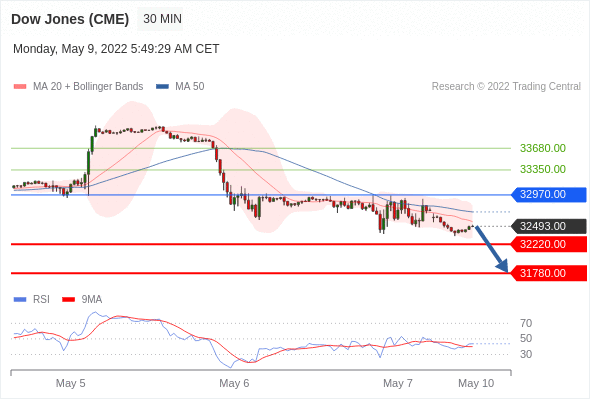 Dow Jones (CME) 30 MIN
Monday, May 9, 2022 5:49:29 AM CET
MA 20 + Bollinger Bands MA 50 Research © 2022 Trading Central
33680.00
33350.00
32970.00
32493.00
32220.00
31780.00
RSI 9MA
70
50
30
May 5 May 6 May 7 May 10